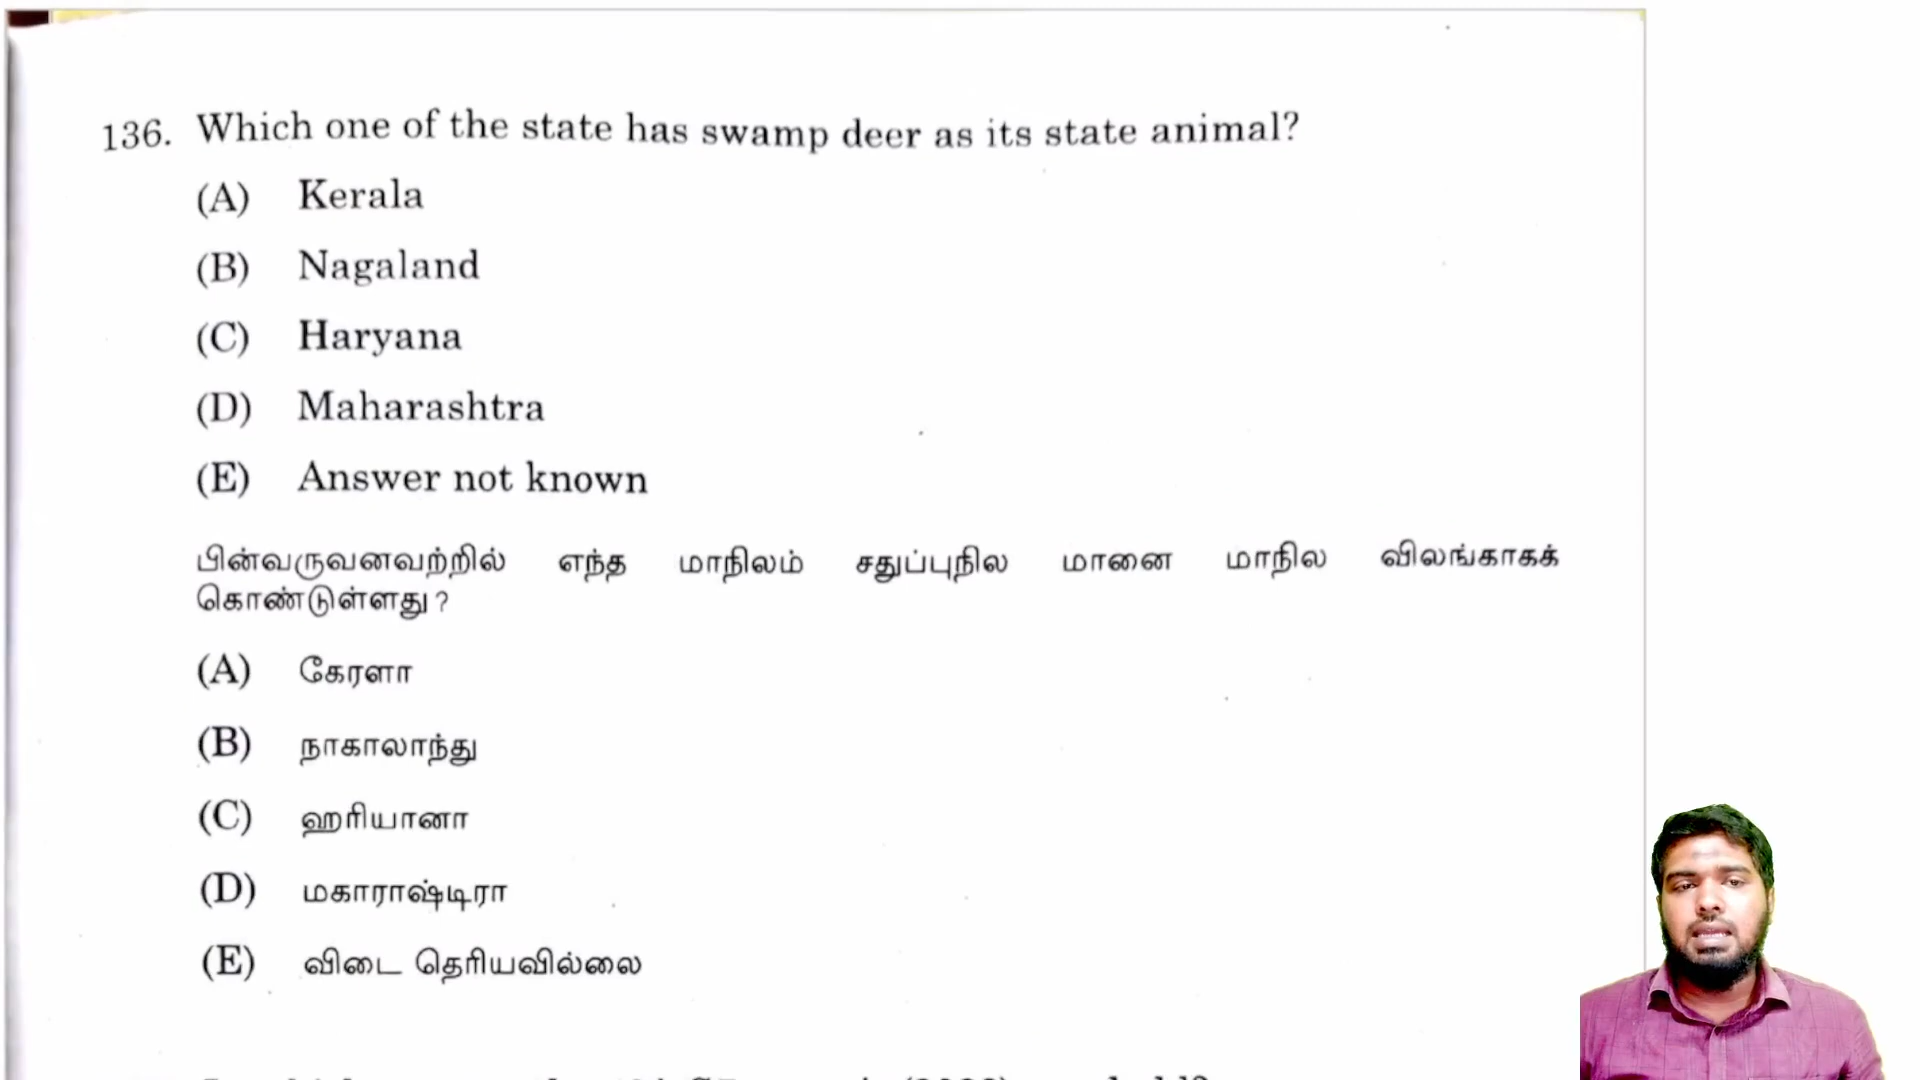 136. Which one of the state has swamp deer as its state animal?
(A) Kerala
(B) Nagaland
(C) Haryana
(D) Maharashtra
(E) Answer not known
பின்வருவனவற்றில் எந்த மாநிலம் சதுப்புநில மானை மாநில விலங்காகக்
கொண்டுள்ளது?
(A) கேரளா
(B) நாகாலாந்து
(C) ஹரியானா
(D) மகாராஷ்டிரா
(E) விடை தெரியவில்லை